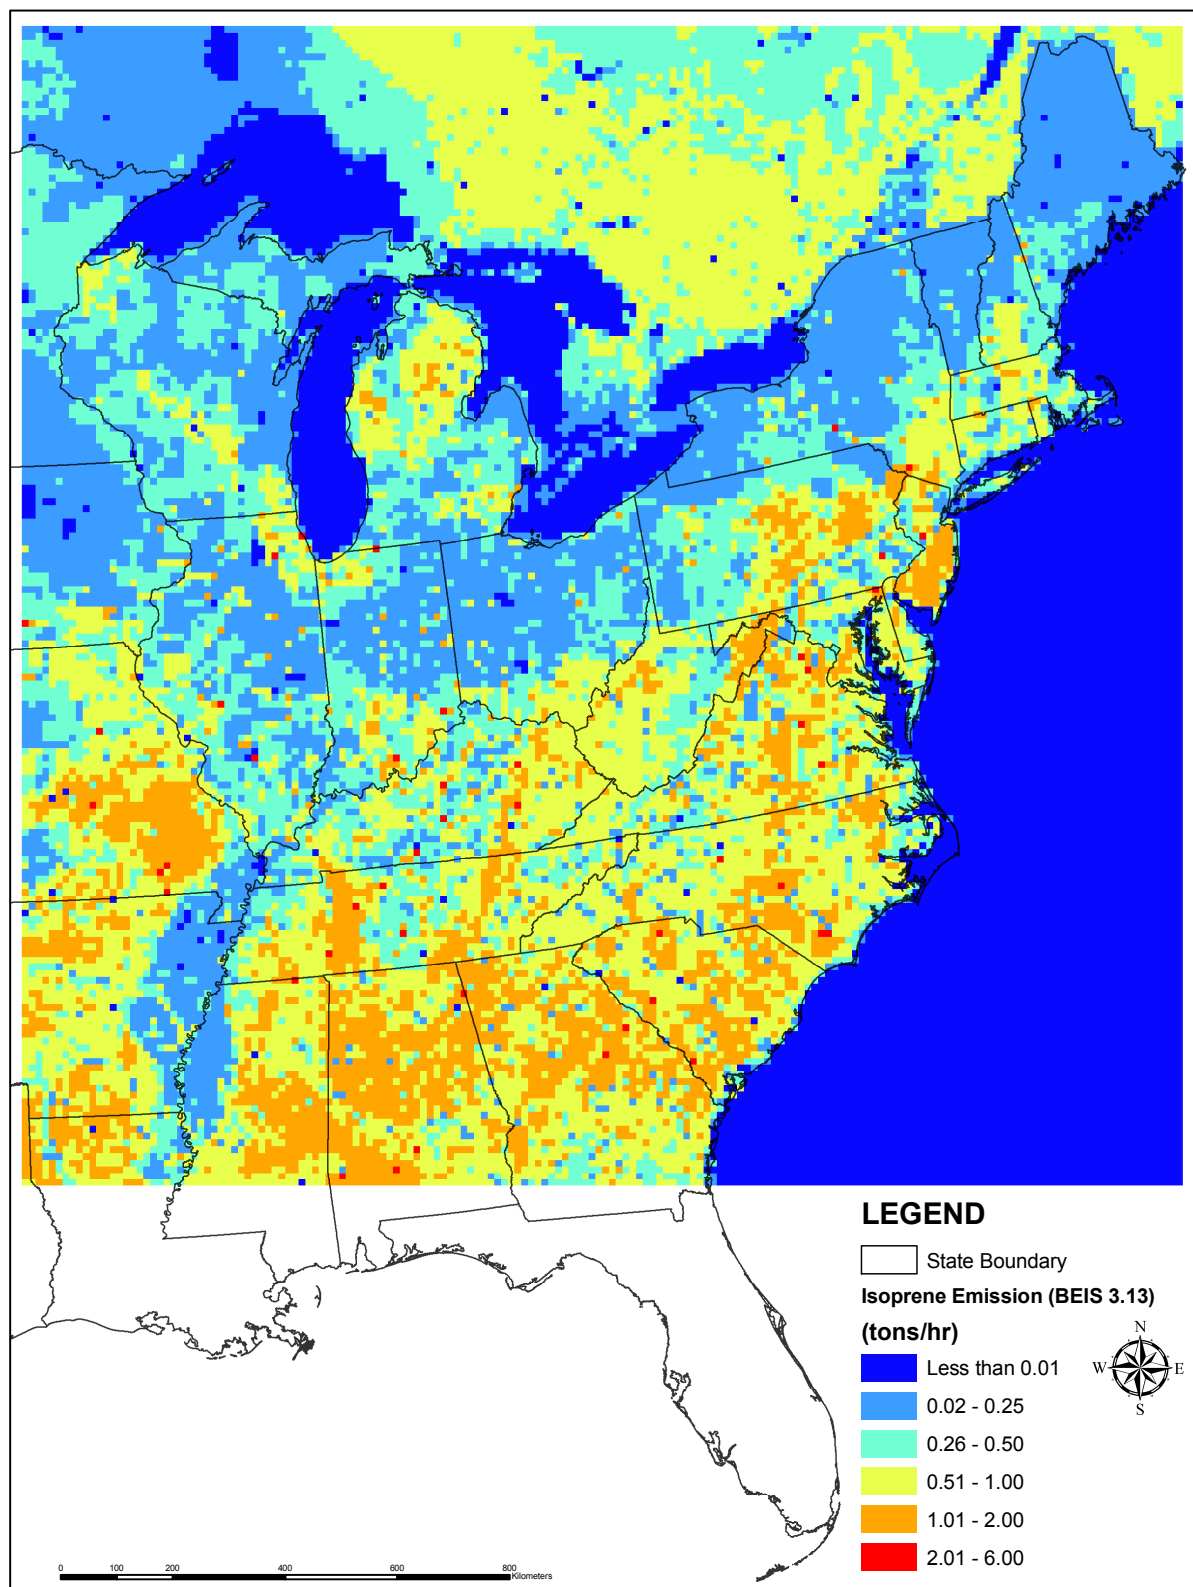 LEGEND
State Boundary
Isoprene Emission (BEIS 3.13)
(tons/hr)
N
W E
S
Less than 0.01
0.02 - 0.25
0.26 - 0.50
0.51 - 1.00
1.01 - 2.00
2.01 - 6.00
0 100 200 400 600 800
Kilometers